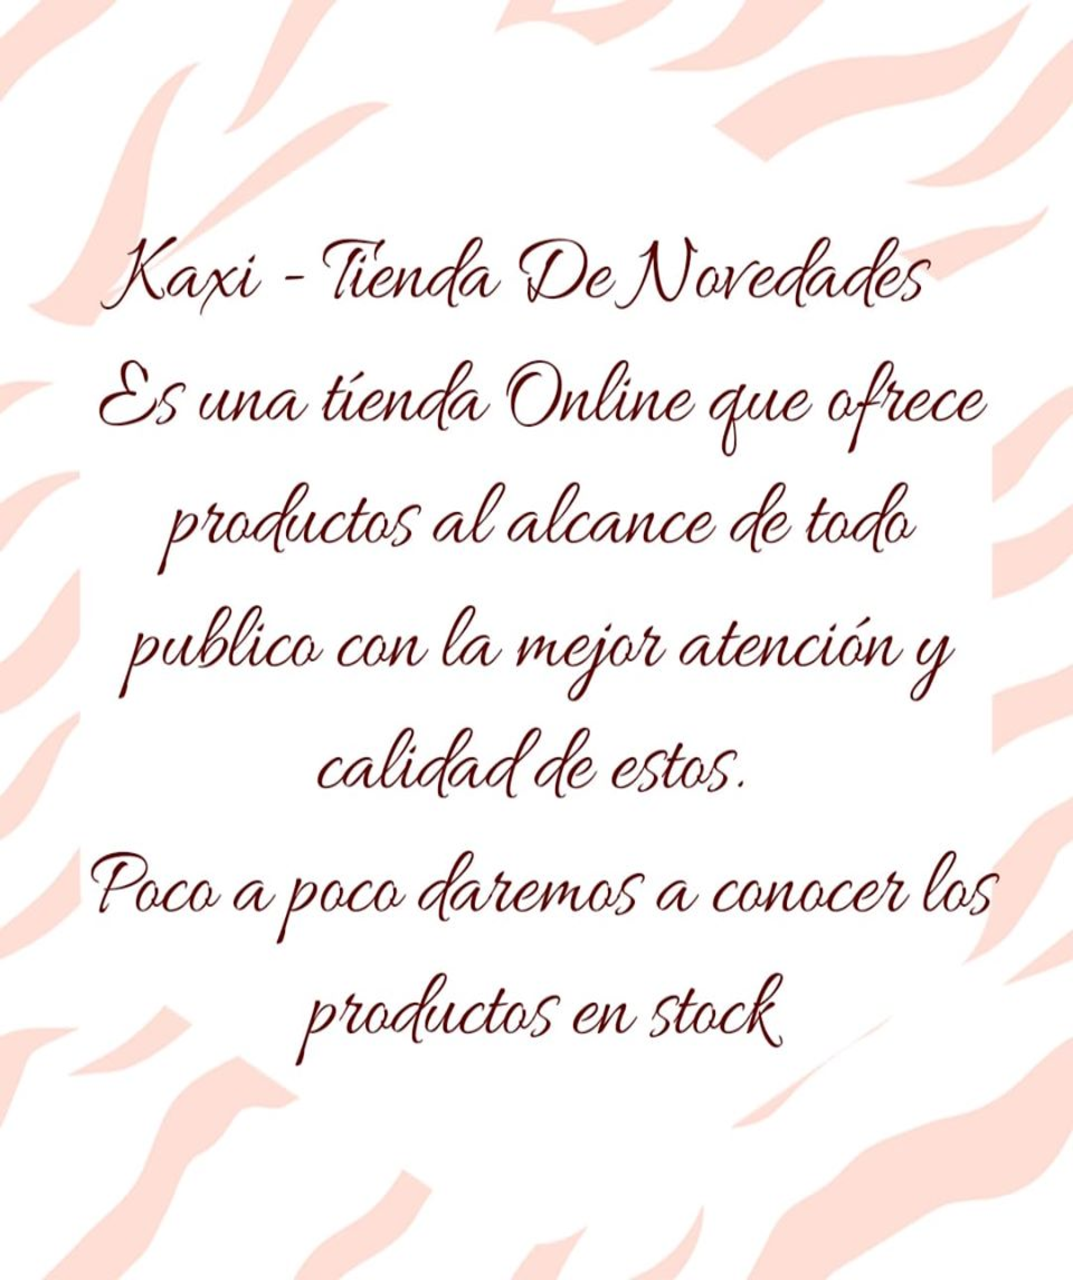 Kaxi - Tienda De Novedades
Es una tienda Online que ofrece
productos al alcance de todo
publico con la mejor atención y
calidad de estos.
Poco a poco daremos a conocer los
productos en stock